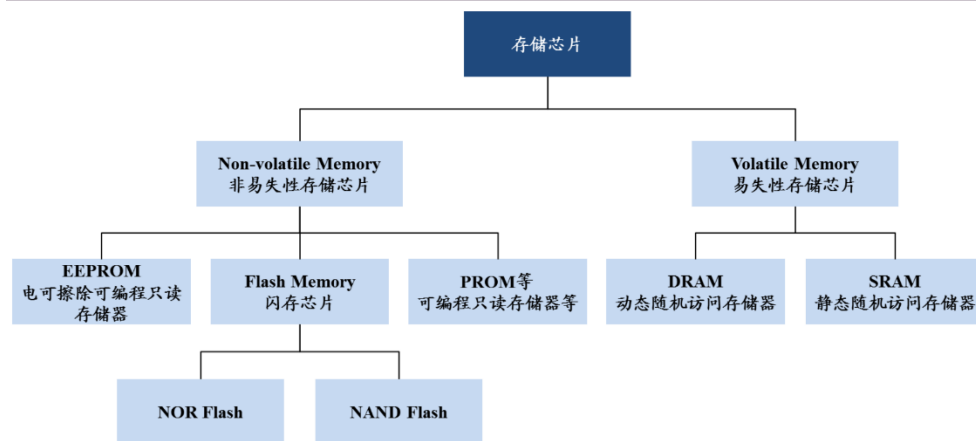 存储芯片
Non-volatile Memory
非易失性存储芯片
Volatile Memory
易失性存储芯片
EEPROM
电可擦除可编程只读
存储器
Flash Memory
闪存芯片
PROM等
可编程只读存储器等
DRAM
动态随机访问存储器
SRAM
静态随机访问存储器
NOR Flash
NAND Flash